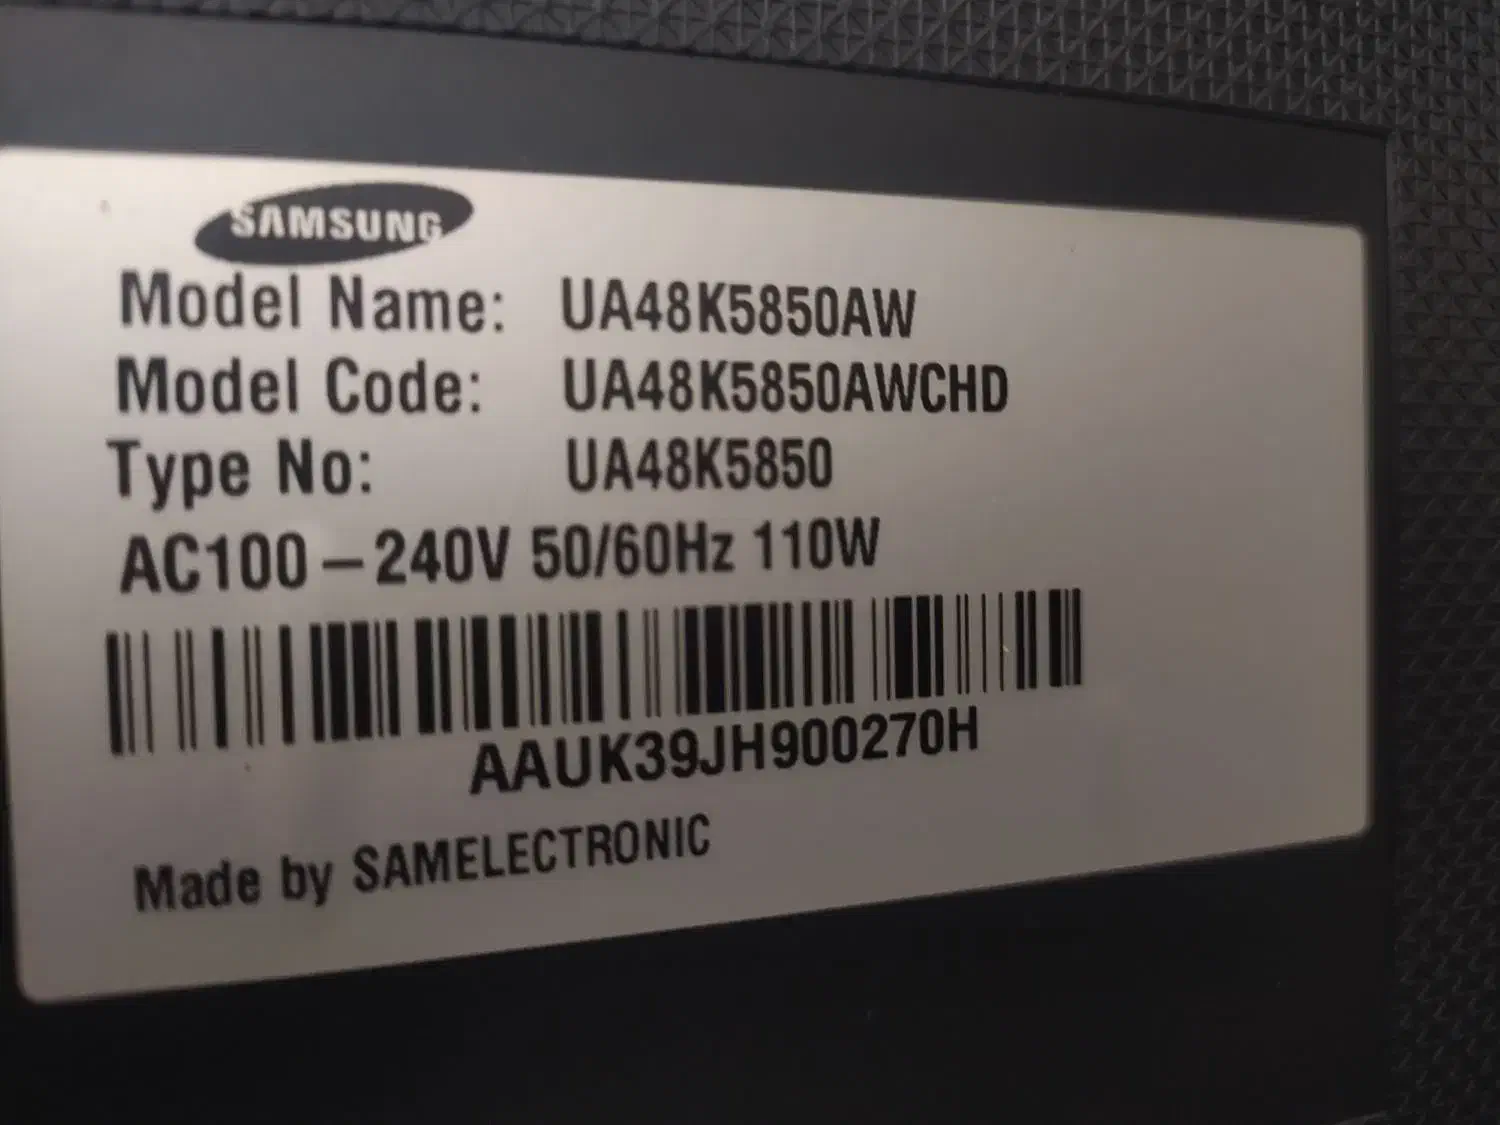 SAMSUNG
Model Name: UA48K5850AW
Model Code: UA48K5850AWCHD
Type No: UA48K5850
AC100–240V 50/60Hz 110W
AAUK39JH900270H
Made by SAMELECTRONIC